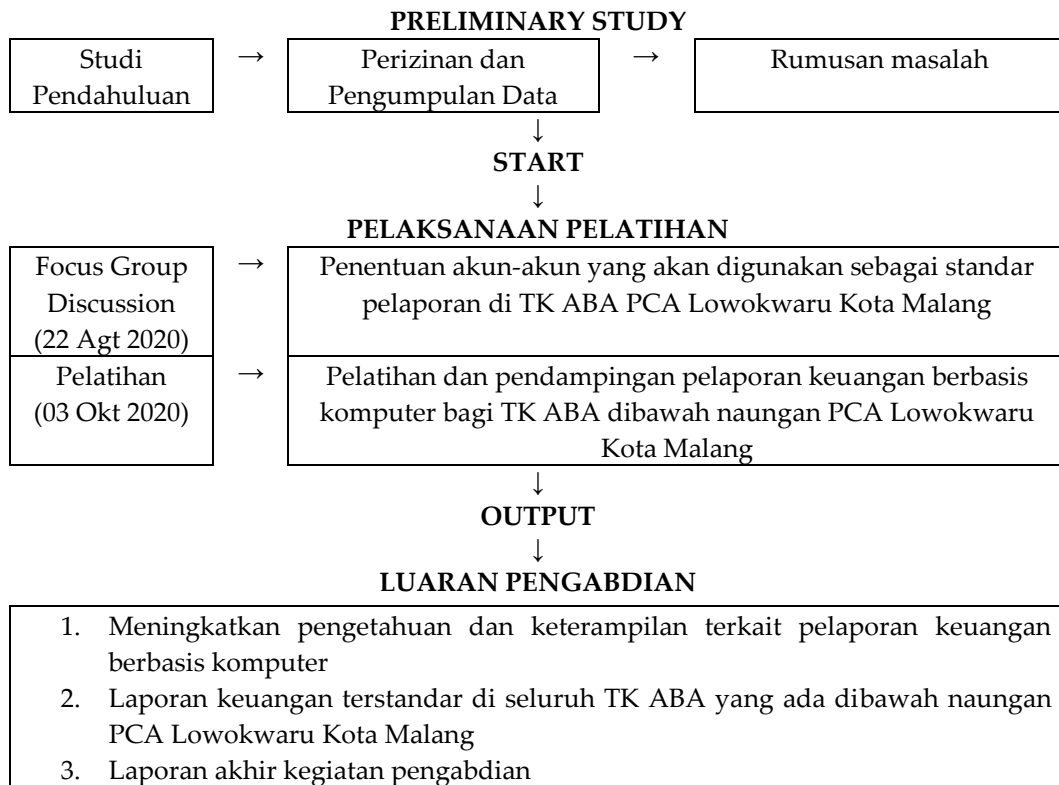 PRELIMINARY STUDY
Studi Pendahuluan → Perizinan dan Pengumpulan Data → Rumusan masalah
↓
START
↓
PELAKSANAAN PELATIHAN
Focus Group
Discussion
(22 Agt 2020)
→
Penentuan akun-akun yang akan digunakan sebagai standar
pelaporan di TK ABA PCA Lowokwaru Kota Malang
Pelatihan
(03 Okt 2020)
→
Pelatihan dan pendampingan pelaporan keuangan berbasis
komputer bagi TK ABA dibawah naungan PCA Lowokwaru
Kota Malang
↓
OUTPUT
↓
LUARAN PENGABDIAN
1. Meningkatkan pengetahuan dan keterampilan terkait pelaporan keuangan
berbasis komputer
2. Laporan keuangan terstandar di seluruh TK ABA yang ada dibawah naungan
PCA Lowokwaru Kota Malang
3. Laporan akhir kegiatan pengabdian